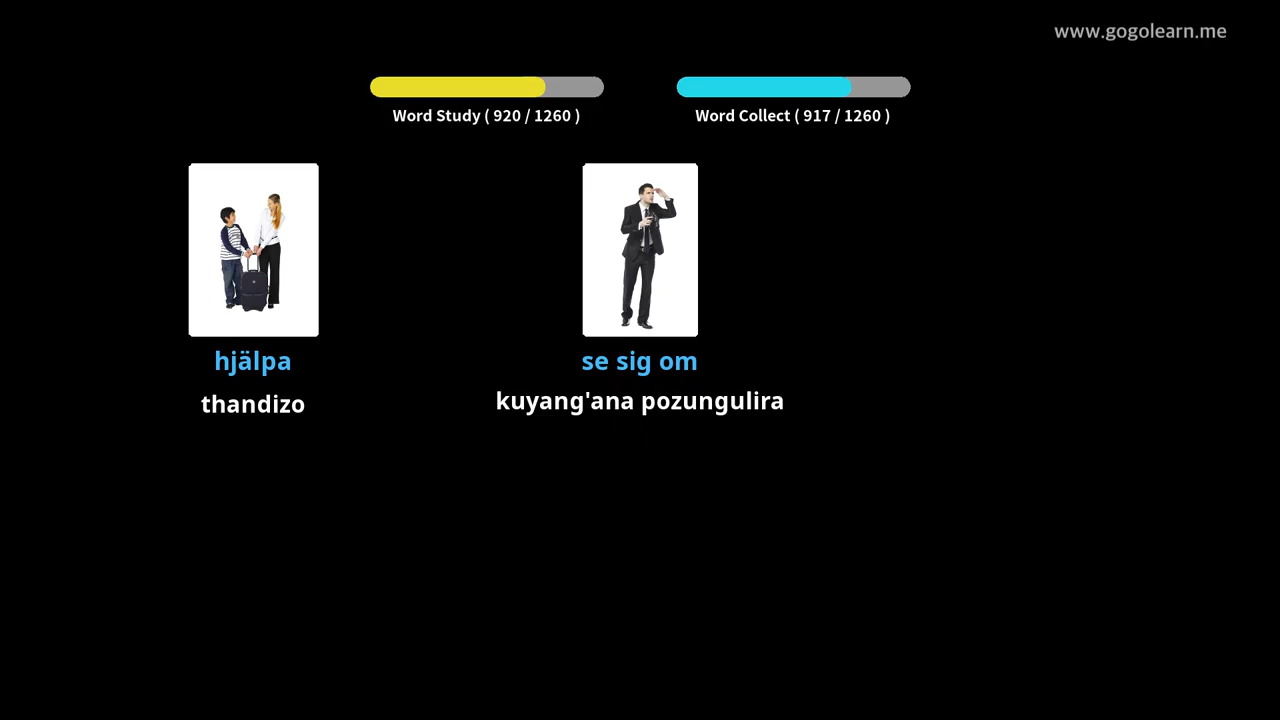 www.gogolearn.me
Word Study ( 920 / 1260 )
Word Collect ( 917 / 1260 )
hjälpa
thandizo
se sig om
kuyang'ana pozungulira